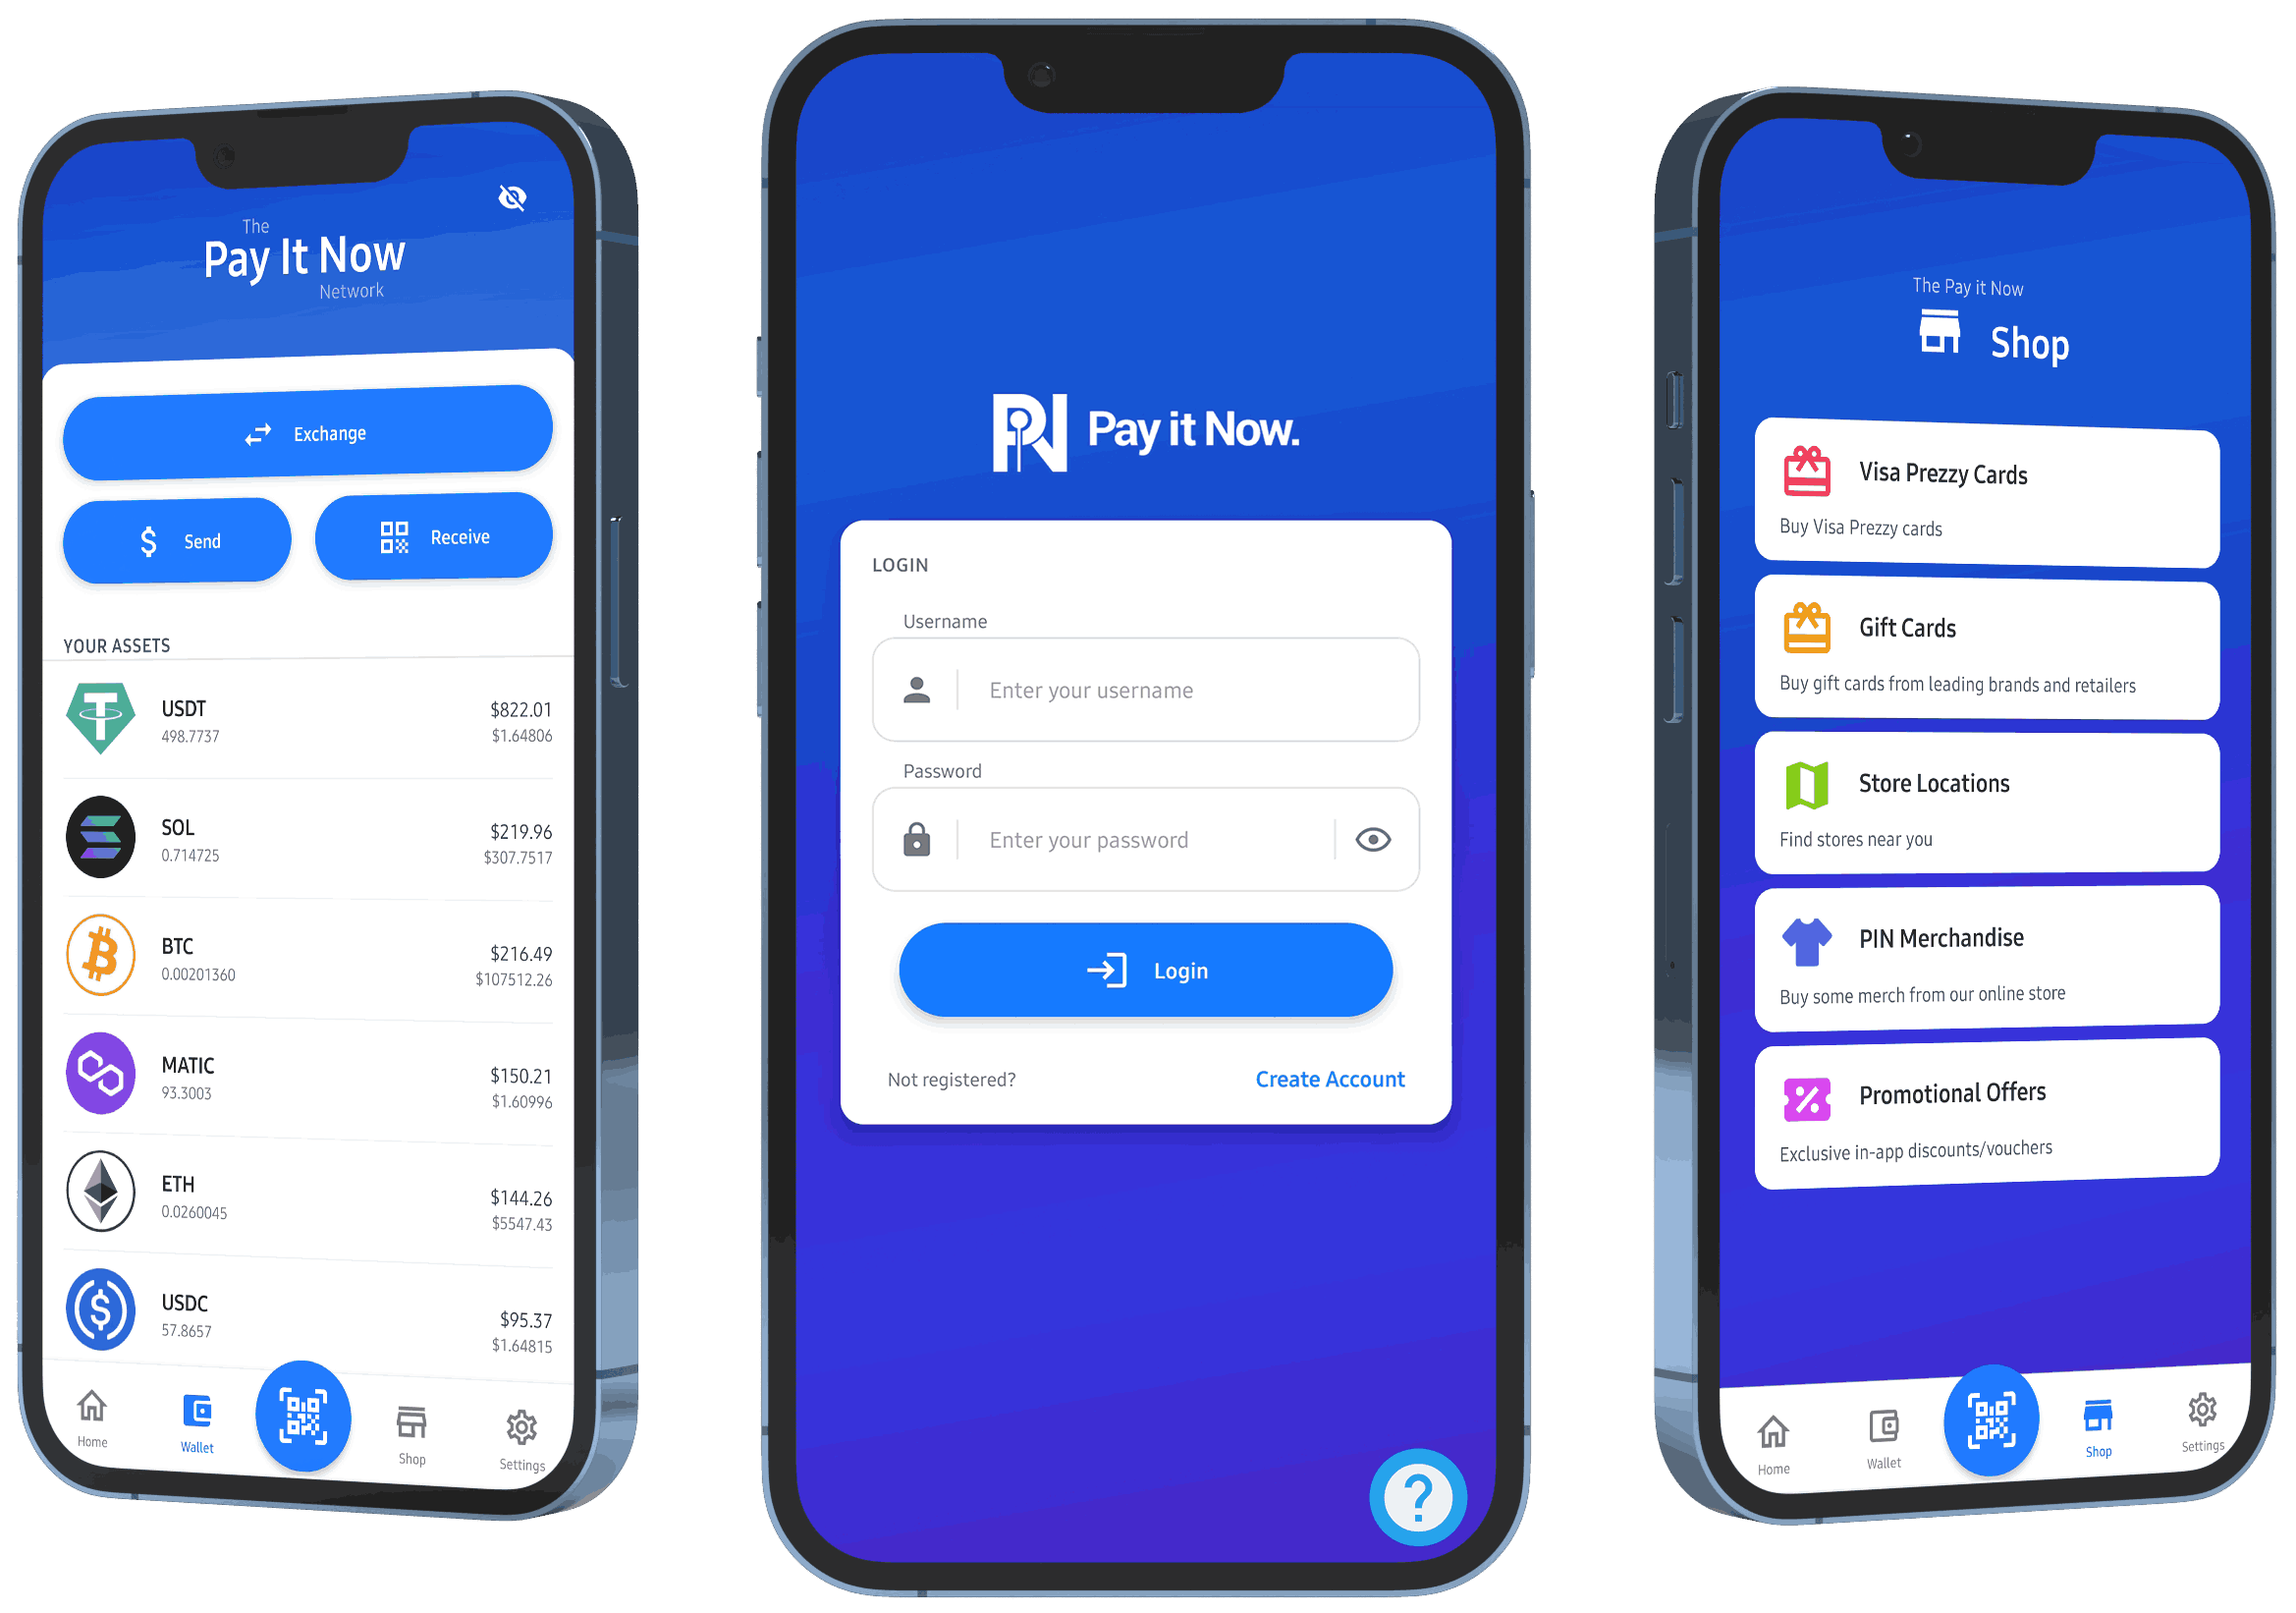 The
Pay It Now
Network
Exchange
Send
Receive
YOUR ASSETS
USDT
$822.01
498.7737
$1.64806
SOL
$219.96
0.714725
$307.7517
BTC
$216.49
0.00201360
$107512.26
MATIC
$150.21
93.3003
$1.60996
ETH
$144.26
0.0260045
$5547.43
USDC
$95.37
57.8657
$1.64815
Home
Wallet
Shop
Settings
Pay it Now.
LOGIN
Username
Enter your username
Password
Enter your password
Login
Not registered?
Create Account
The Pay it Now
Shop
Visa Prezzy Cards
Buy Visa Prezzy cards
Gift Cards
Buy gift cards from leading brands and retailers
Store Locations
Find stores near you
PIN Merchandise
Buy some merch from our online store
Promotional Offers
Exclusive in-app discounts/vouchers
Home
Wallet
Shop
Settings